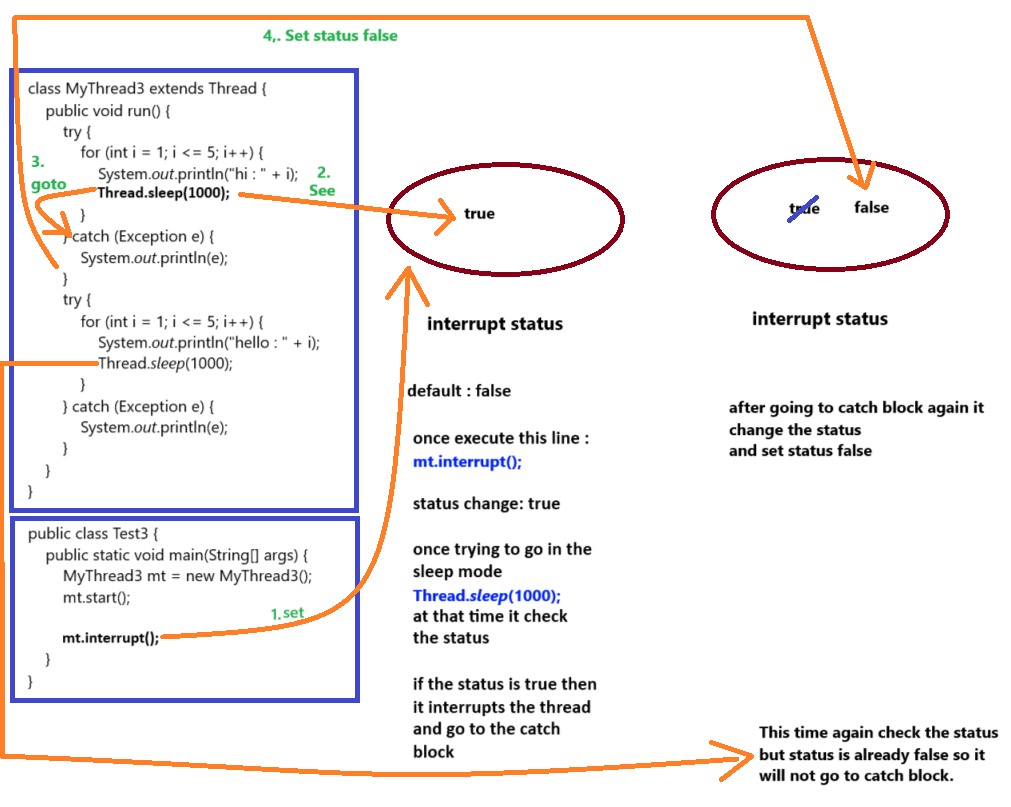 4,. Set status false
class MyThread3 extends Thread {
public void run() {
try {
for (int i = 1; i <= 5; i++) {
System.out.println("hi : " + i);
Thread.sleep(1000);
}
} catch (Exception e) {
System.out.println(e);
}
try {
for (int i = 1; i <= 5; i++) {
System.out.println("hello : " + i);
Thread.sleep(1000);
}
} catch (Exception e) {
System.out.println(e);
}
}
}
3.
goto
2.
See
public class Test3 {
public static void main(String[] args) {
MyThread3 mt = new MyThread3();
mt.start();
mt.interrupt();
}
}
1.set
true
interrupt status
default : false
once execute this line :
mt.interrupt();
status change: true
once trying to go in the
sleep mode
Thread.sleep(1000);
at that time it check
the status
if the status is true then
it interrupts the thread
and go to the catch
block
true false
interrupt status
after going to catch block again it
change the status
and set status false
This time again check the status
but status is already false so it
will not go to catch block.